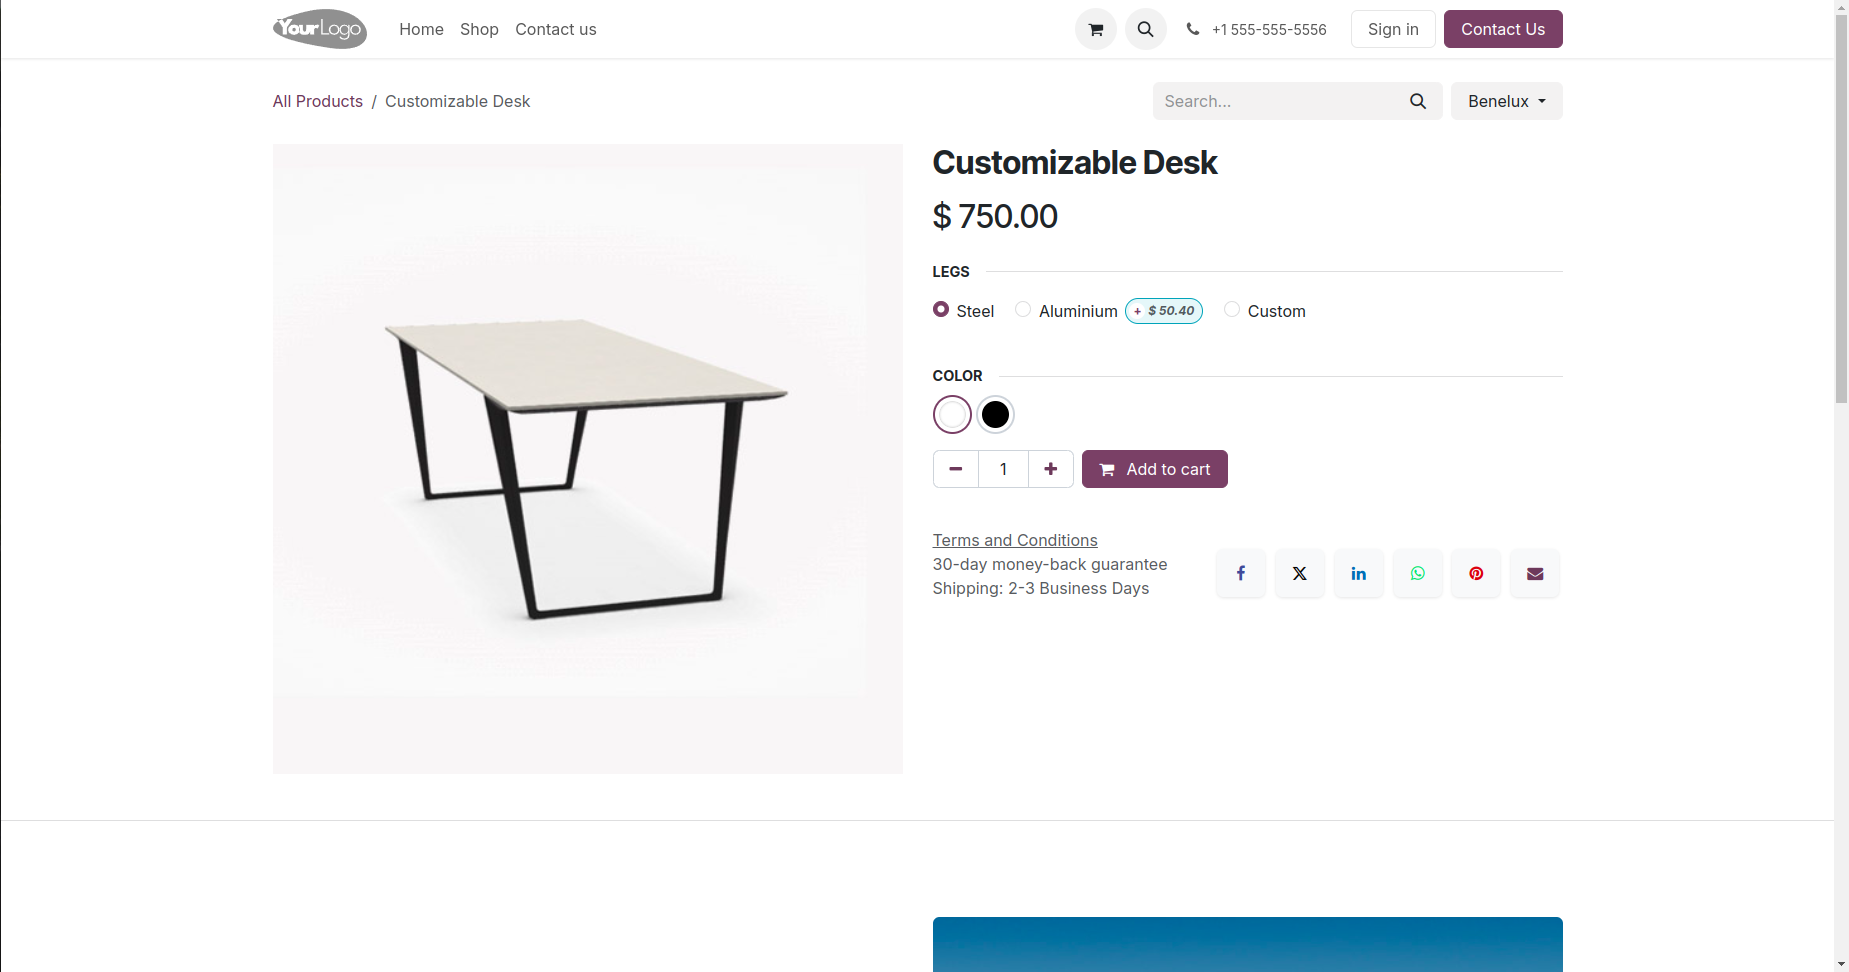 YourLogo Home Shop Contact us +1 555-555-5556 Sign in Contact Us
All Products / Customizable Desk Search... Benelux
Customizable Desk
$ 750.00
LEGS
Steel Aluminium + $ 50.40 Custom
COLOR
1 Add to cart
Terms and Conditions
30-day money-back guarantee
Shipping: 2-3 Business Days